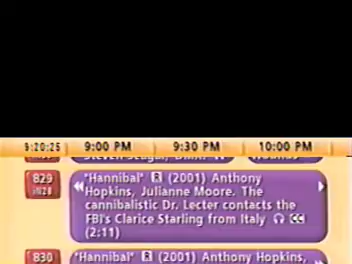 9:20:25 9:00 PM 9:30 PM 10:00 PM
829
"Hannibal" R (2001) Anthony
Hopkins, Julianne Moore. The
cannibalistic Dr. Lecter contacts the
FBI's Clarice Starling from Italy CC
(2:11)
830 "Hannibal" R (2001) Anthony Hopkins,